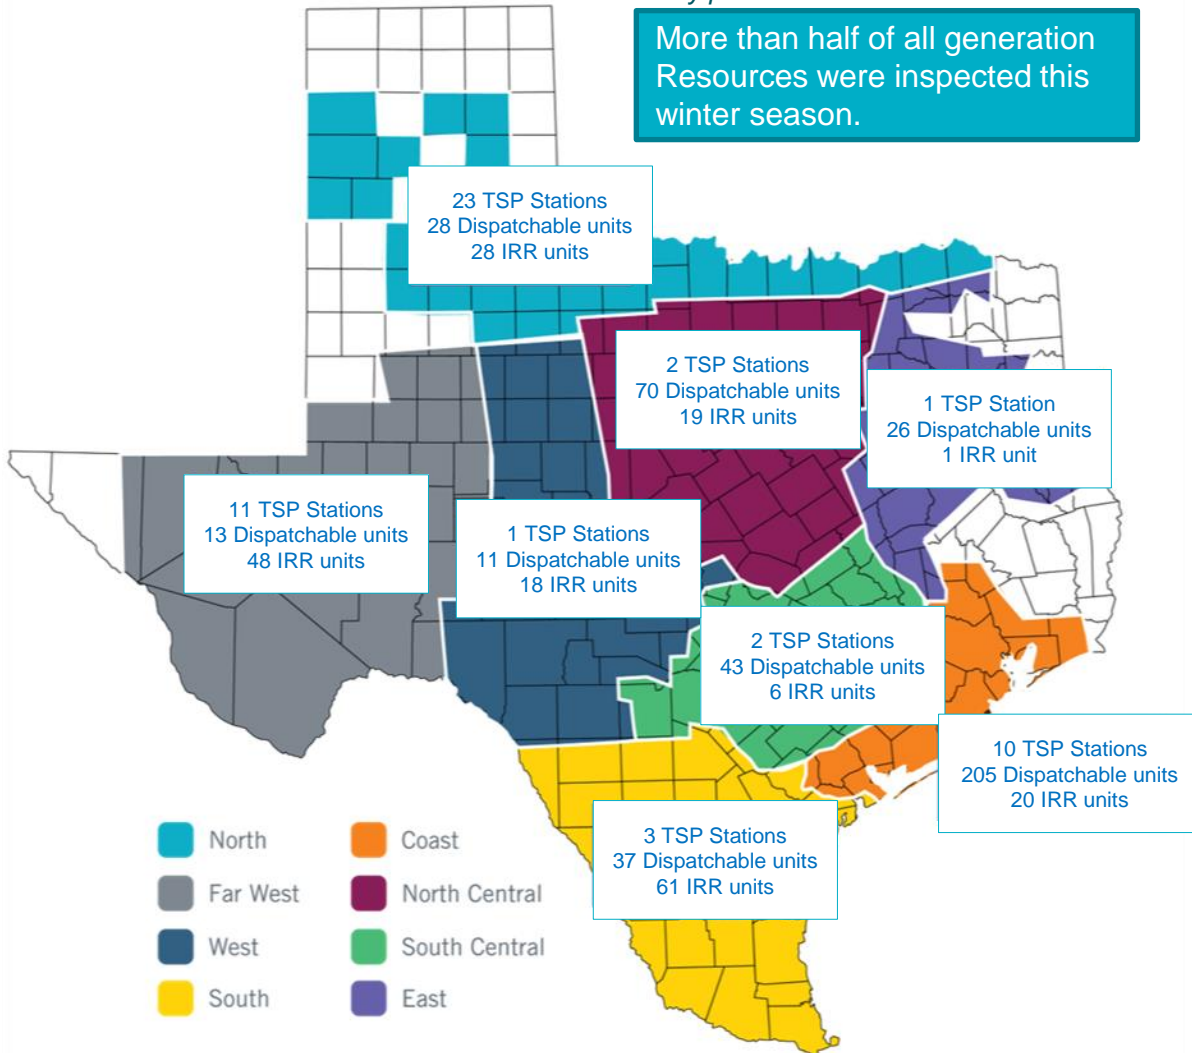 More than half of all generation
Resources were inspected this
winter season.
23 TSP Stations
28 Dispatchable units
28 IRR units
2 TSP Stations
70 Dispatchable units
19 IRR units
1 TSP Station
26 Dispatchable units
1 IRR unit
11 TSP Stations
13 Dispatchable units
48 IRR units
1 TSP Stations
11 Dispatchable units
18 IRR units
2 TSP Stations
43 Dispatchable units
6 IRR units
10 TSP Stations
205 Dispatchable units
20 IRR units
3 TSP Stations
37 Dispatchable units
61 IRR units
North
Coast
Far West
North Central
West
South Central
South
East